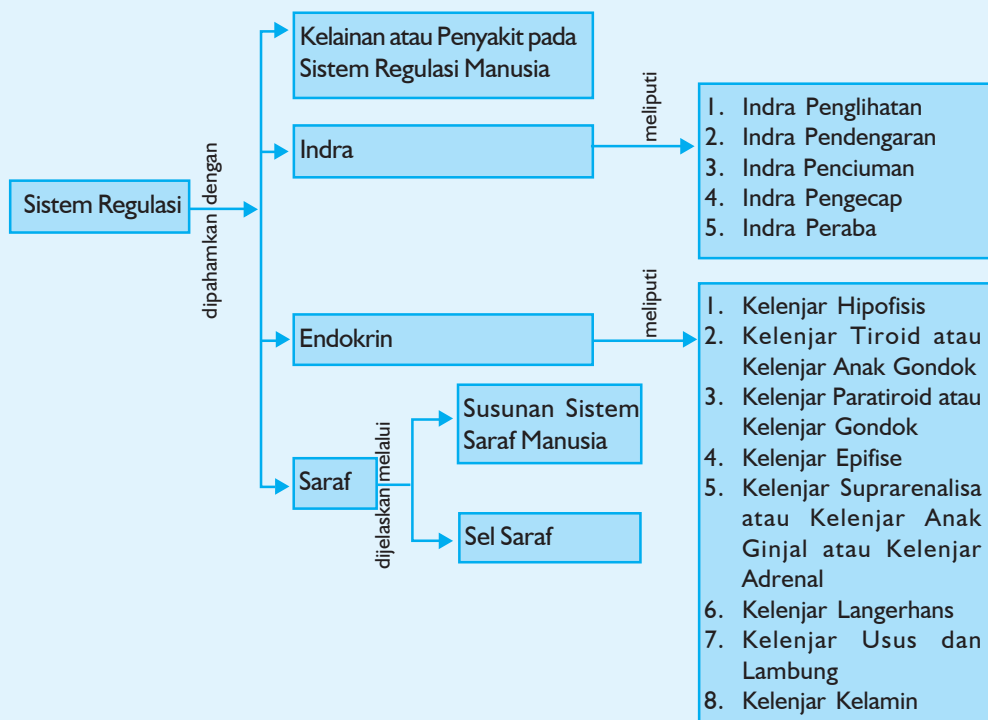 Sistem Regulasi
dipahamkan dengan
Kelainan atau Penyakit pada
Sistem Regulasi Manusia
Indra
meliputi
1. Indra Penglihatan
2. Indra Pendengaran
3. Indra Penciuman
4. Indra Pengecap
5. Indra Peraba
Endokrin
meliputi
1. Kelenjar Hipofisis
2. Kelenjar Tiroid atau
Kelenjar Anak Gondok
3. Kelenjar Paratiroid atau
Kelenjar Gondok
4. Kelenjar Epifise
5. Kelenjar Suprarenalisa
atau Kelenjar Anak
Ginjal atau Kelenjar
Adrenal
6. Kelenjar Langerhans
7. Kelenjar Usus dan
Lambung
8. Kelenjar Kelamin
Saraf
dijelaskan melalui
Susunan Sistem
Saraf Manusia
Sel Saraf